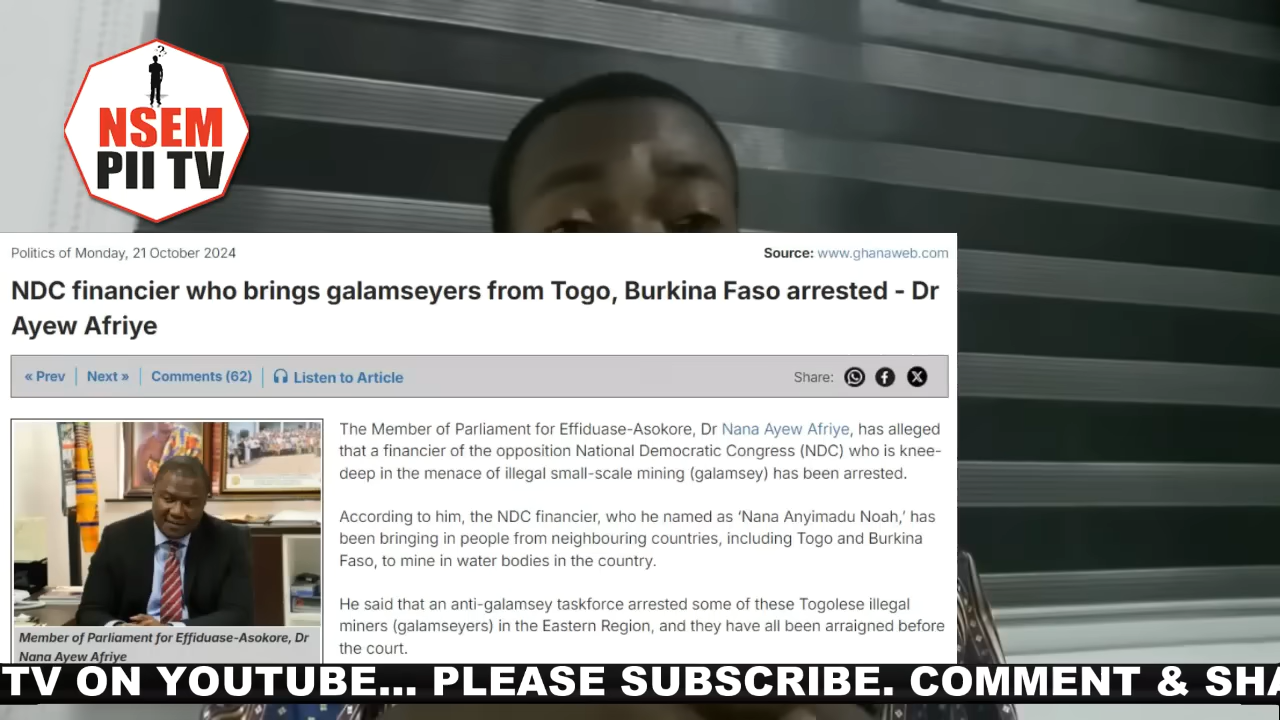 ?
NSEM
PII TV
Politics of Monday, 21 October 2024
Source: www.ghanaweb.com
NDC financier who brings galamseyers from Togo, Burkina Faso arrested - Dr
Ayew Afriye
« Prev
Next »
Comments (62)
Listen to Article
Share:
The Member of Parliament for Effiduase-Asokore, Dr Nana Ayew Afriye, has alleged
that a financier of the opposition National Democratic Congress (NDC) who is knee-
deep in the menace of illegal small-scale mining (galamsey) has been arrested.
According to him, the NDC financier, who he named as ‘Nana Anyimadu Noah,’ has
been bringing in people from neighbouring countries, including Togo and Burkina
Faso, to mine in water bodies in the country.
He said that an anti-galamsey taskforce arrested some of these Togolese illegal
miners (galamseyers) in the Eastern Region, and they have all been arraigned before
the court.
Member of Parliament for Effiduase-Asokore, Dr
Nana Ayew Afriye
TV ON YOUTUBE... PLEASE SUBSCRIBE. COMMENT & SHA